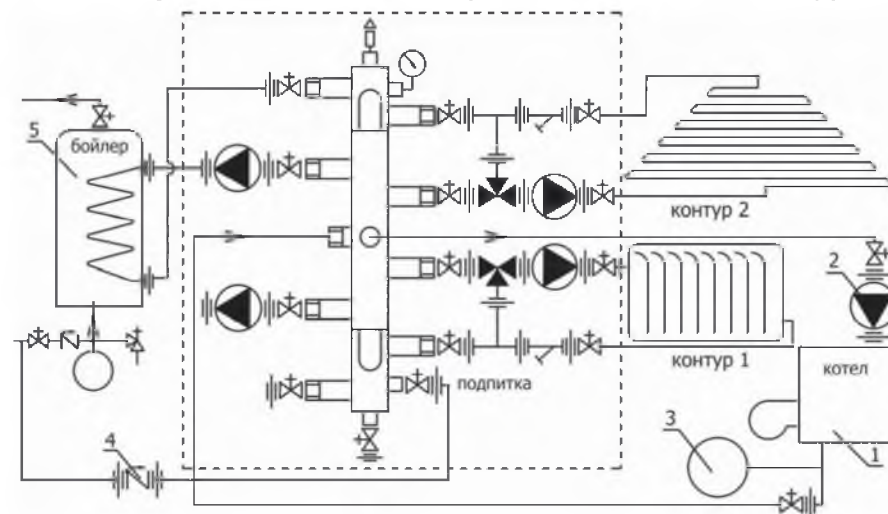 5
бойлер
контур 2
2
контур 1
котел
подпитка
4
3
1